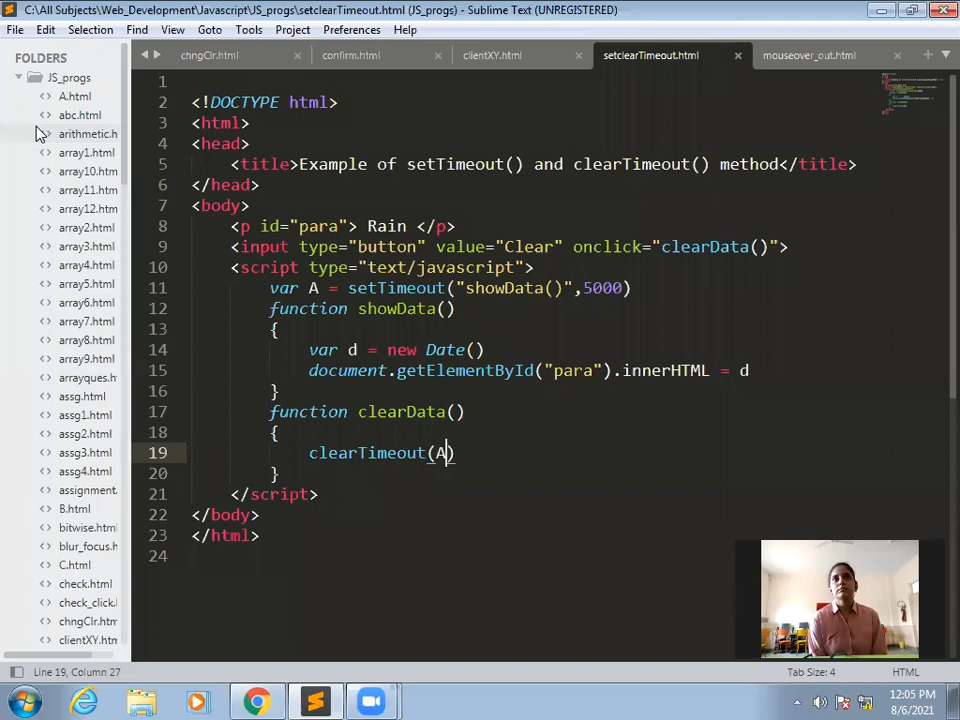 C:\All Subjects\Web_Development\Javascript\JS_progs\setclearTimeout.html (JS_progs) - Sublime Text (UNREGISTERED)
File Edit Selection Find View Goto Tools Project Preferences Help
FOLDERS
JS_progs
A.html
abc.html
arithmetic.h
array1.html
array10.htm
array11.htm
array12.htm
array2.html
array3.html
array4.html
array5.html
array6.html
array7.html
array8.html
array9.html
arrayques.h
assg.html
assg1.html
assg2.html
assg3.html
assg4.html
assignment.
B.html
bitwise.html
blur_focus.h
C.html
check.html
check_click.l
chngClr.htm
clientXY.htm
chngClr.html confirm.html clientXY.html setclearTimeout.html mouseover_out.html
1
2 <!DOCTYPE html>
3 <html>
4 <head>
5 <title>Example of setTimeout() and clearTimeout() method</title>
6 </head>
7 <body>
8 <p id="para"> Rain </p>
9 <input type="button" value="Clear" onclick="clearData()">
10 <script type="text/javascript">
11 var A = setTimeout("showData()",5000)
12 function showData()
13 {
14 var d = new Date()
15 document.getElementById("para").innerHTML = d
16 }
17 function clearData()
18 {
19 clearTimeout(A)
20 }
21 </script>
22 </body>
23 </html>
24
Line 19, Column 27 Tab Size: 4 HTML
12:05 PM
8/6/2021